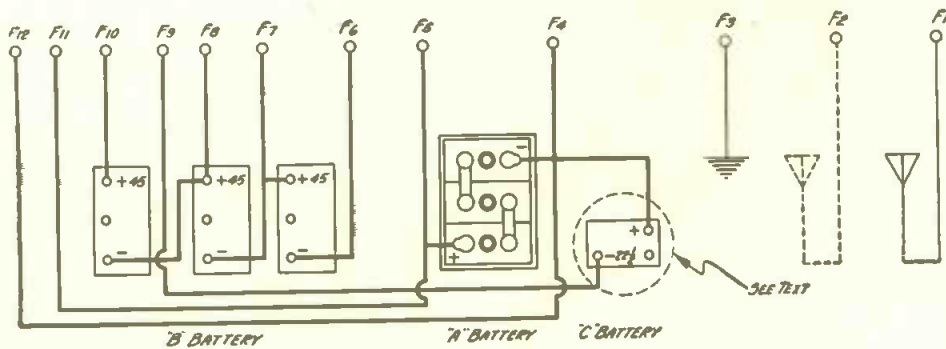 F12 F11 F10 F9 F8 F7 F6 F5 F4 F3 F2 F1
+45 +45 +45
- - -
-
+
+
-22½
SEE TEXT
"B" BATTERY "A" BATTERY "C" BATTERY